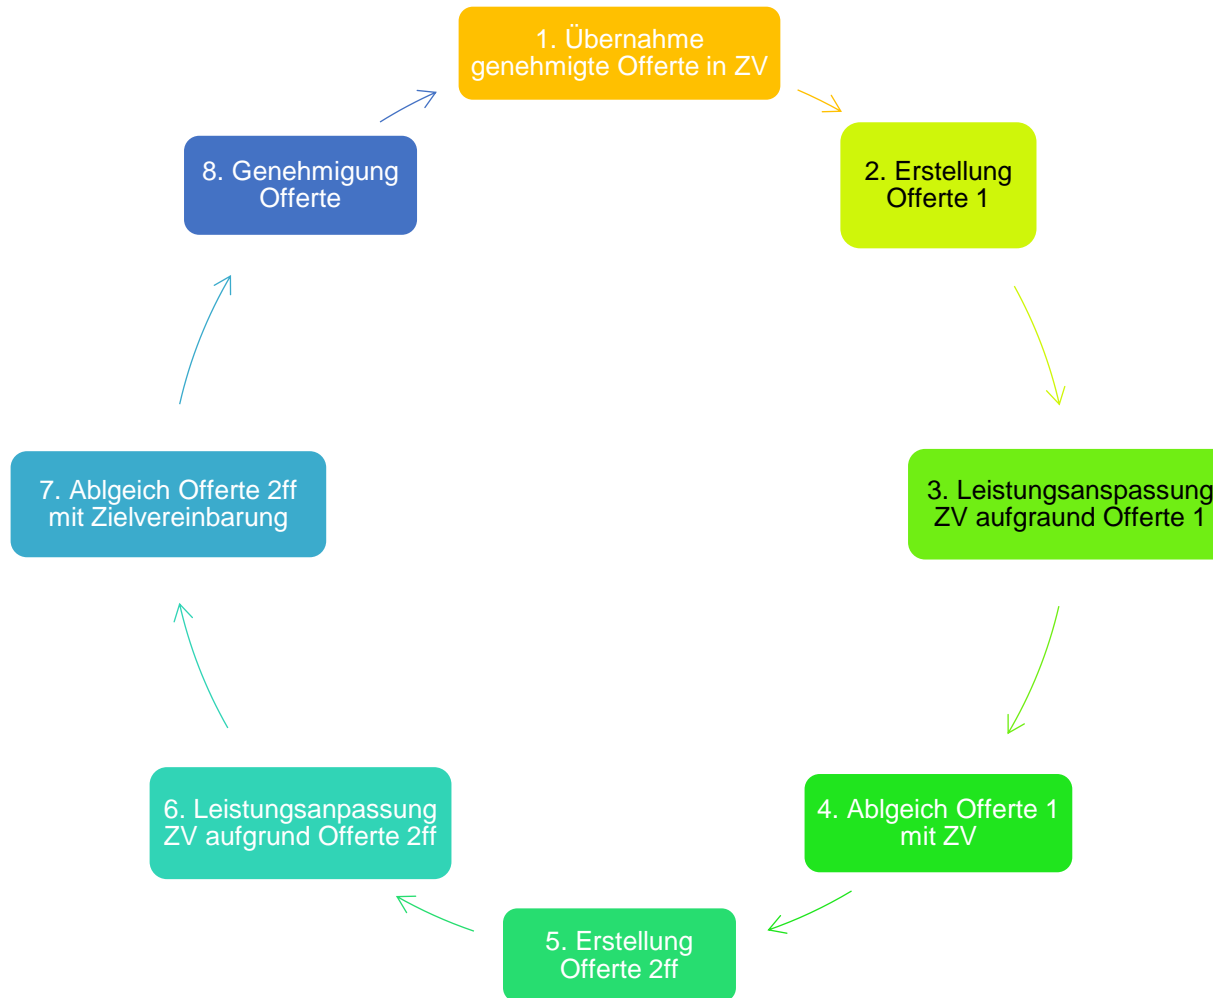 1. Übernahme
genehmigte Offerte in ZV
2. Erstellung
Offerte 1
3. Leistungsanspassung
ZV aufgraund Offerte 1
4. Ablgeich Offerte 1
mit ZV
5. Erstellung
Offerte 2ff
6. Leistungsanpassung
ZV aufgrund Offerte 2ff
7. Ablgeich Offerte 2ff
mit Zielvereinbarung
8. Genehmigung
Offerte